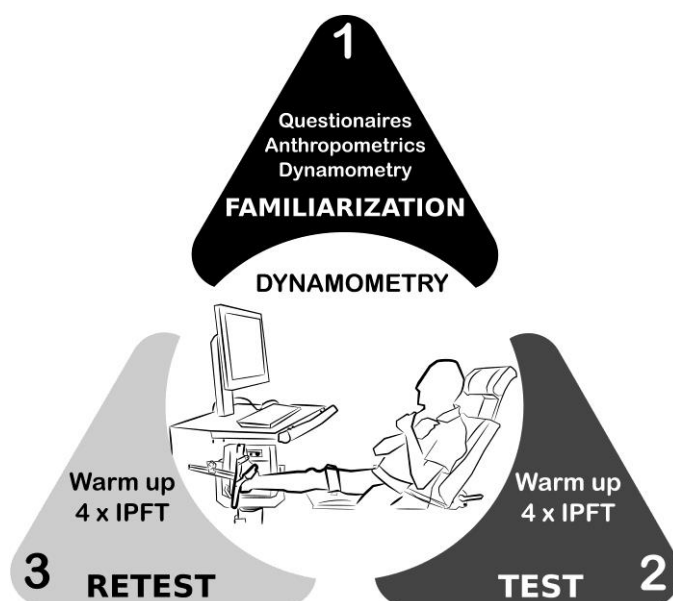 1
Questionaires
Anthropometrics
Dynamometry
FAMILIARIZATION
DYNAMOMETRY
Warm up
4 x IPFT
3 RETEST
Warm up
4 x IPFT
TEST 2